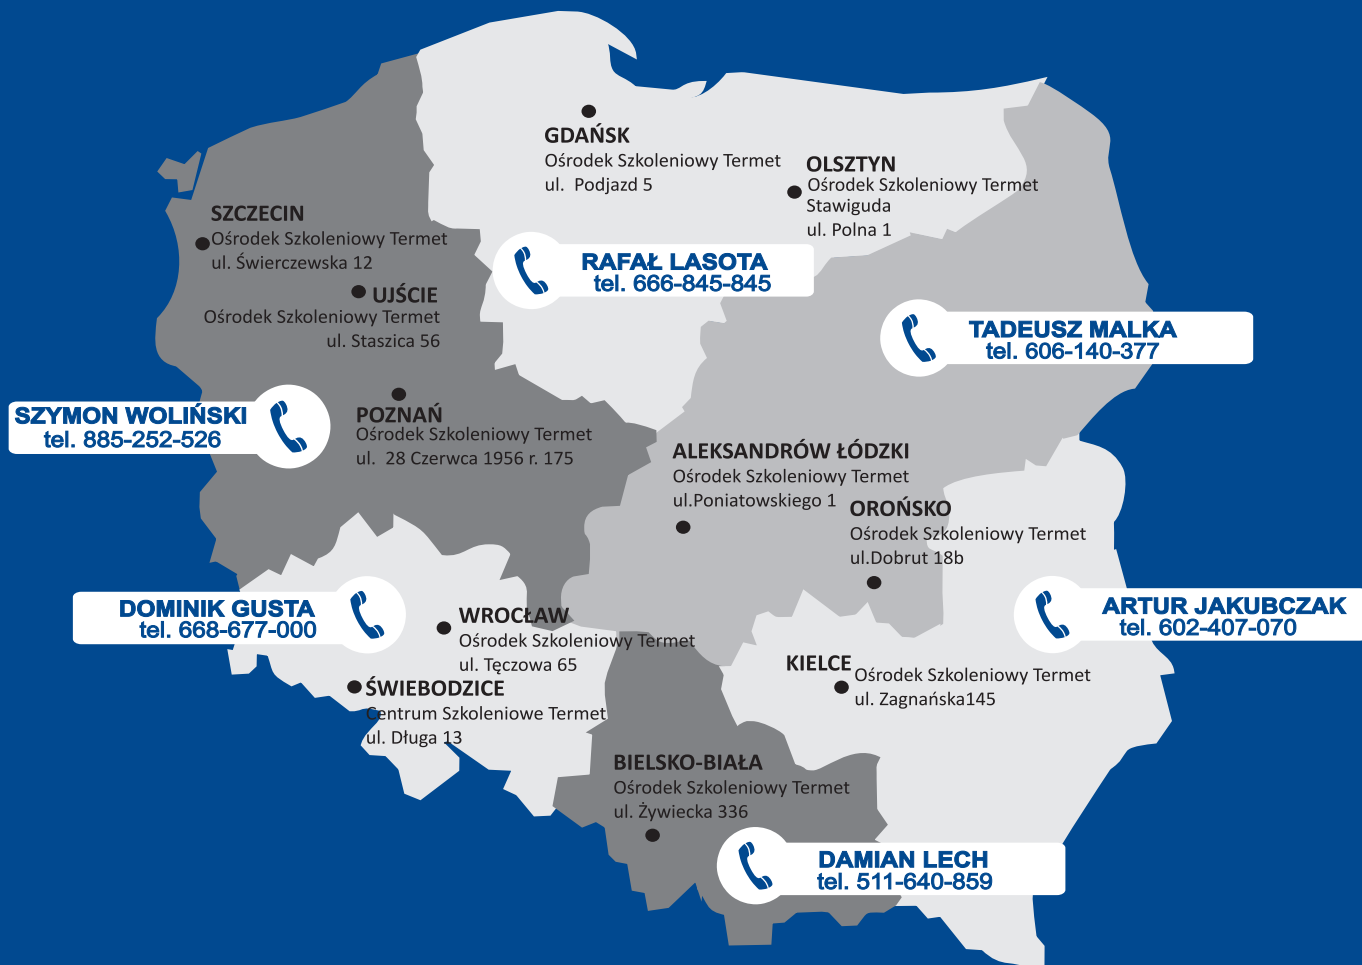 GDAŃSK
Ośrodek Szkoleniowy Termet
ul. Podjazd 5
OLSZTYN
Ośrodek Szkoleniowy Termet
Stawiguda
ul. Polna 1
SZCZECIN
Ośrodek Szkoleniowy Termet
ul. Świerczewska 12
RAFAŁ LASOTA
tel. 666-845-845
UJŚCIE
Ośrodek Szkoleniowy Termet
ul. Staszica 56
TADEUSZ MALKA
tel. 606-140-377
SZYMON WOLIŃSKI
tel. 885-252-526
POZNAŃ
Ośrodek Szkoleniowy Termet
ul. 28 Czerwca 1956 r. 175
ALEKSANDRÓW ŁÓDZKI
Ośrodek Szkoleniowy Termet
ul.Poniatowskiego 1
OROŃSKO
Ośrodek Szkoleniowy Termet
ul.Dobrut 18b
DOMINIK GUSTA
tel. 668-677-000
WROCŁAW
Ośrodek Szkoleniowy Termet
ul. Tęczowa 65
ARTUR JAKUBCZAK
tel. 602-407-070
KIELCE
Ośrodek Szkoleniowy Termet
ul. Zagnańska145
ŚWIEBODZICE
Centrum Szkoleniowe Termet
ul. Długa 13
BIELSKO-BIAŁA
Ośrodek Szkoleniowy Termet
ul. Żywiecka 336
DAMIAN LECH
tel. 511-640-859